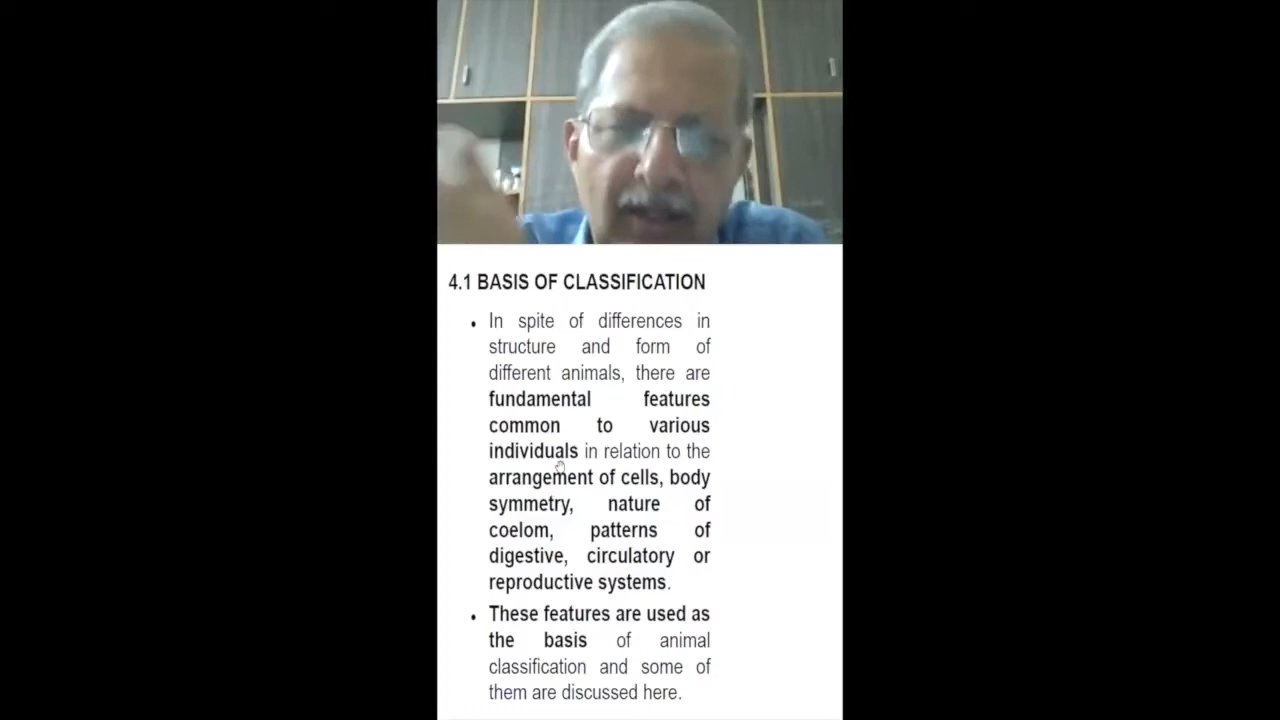 4.1 BASIS OF CLASSIFICATION
• In spite of differences in
structure and form of
different animals, there are
fundamental features
common to various
individuals in relation to the
arrangement of cells, body
symmetry, nature of
coelom, patterns of
digestive, circulatory or
reproductive systems.
• These features are used as
the basis of animal
classification and some of
them are discussed here.